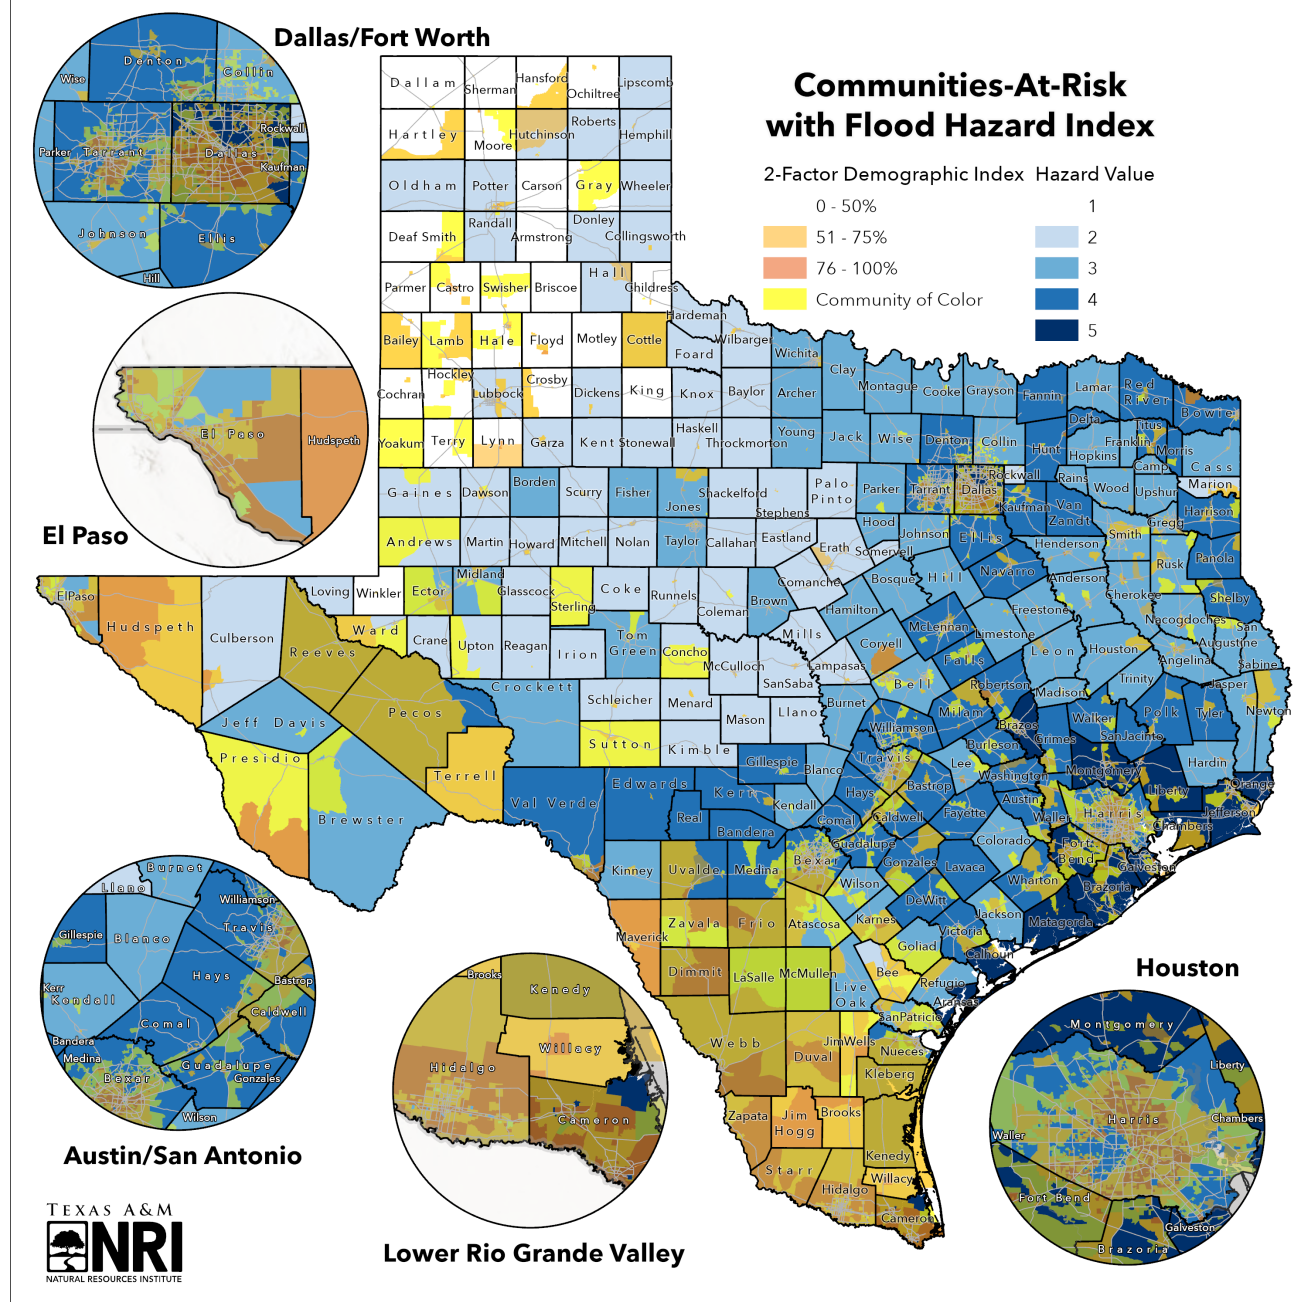 Dallas/Fort Worth
Communities-At-Risk
with Flood Hazard Index
2-Factor Demographic Index Hazard Value
0 - 50% 1
51 - 75% 2
76 - 100% 3
Community of Color 4
5
Denton
Collin
Wise
Rockwall
Parker Tarrant Dallas
Kaufman
Johnson Ellis
Hill
El Paso
Hudspeth
El Paso
Dallam Sherman Hansford Ochiltree Lipscomb
Hartley Moore Hutchinson Roberts Hemphill
Oldham Potter Carson Gray Wheeler
Deaf Smith Randall Armstrong Donley Collingsworth
Parmer Castro Swisher Briscoe Hall Childress
Hardeman
Bailey Lamb Hale Floyd Motley Cottle Foard Wilbarger Wichita
Clay Montague Cooke Grayson Fannin Lamar Red River Bowie
Cochran Hockley Lubbock Crosby Dickens King Knox Baylor Archer
Delta Titus Franklin Morris Hopkins Camp Cass
Yoakum Terry Lynn Garza Kent Stonewall Haskell Throckmorton Young Jack Wise Denton Collin Hunt
Rockwall Rains Wood Upshur Marion
Gaines Dawson Borden Scurry Fisher Jones Shackelford Stephens Palo Pinto Parker Tarrant Dallas Kaufman Van Zandt Harrison
Gregg Smith
Andrews Martin Howard Mitchell Nolan Taylor Callahan Eastland Erath Hood Somervell Johnson Ellis Henderson Rusk Panola
ElPaso Hudspeth Culberson Loving Winkler Ector Midland Glasscock Sterling Coke Runnels Coleman Brown Comanche Bosque Hill Navarro Anderson Cherokee Shelby
Hamilton Freestone Nacogdoches San Augustine
Reeves Ward Crane Upton Reagan Irion Tom Green Concho McCulloch Mills Coryell McLennan Limestone Leon Houston Angelina Sabine
SanSaba Lampasas Bell Falls Robertson Madison Trinity
Jeff Davis Pecos Crockett Schleicher Menard Mason Llano Burnet Milam Brazos Walker Polk Tyler Jasper Newton
Williamson Grimes SanJacinto
Presidio Terrell Sutton Kimble Gillespie Blanco Travis Lee Burleson Washington Montgomery Hardin
Brewster Val Verde Edwards Kerr Kendall Hays Bastrop Austin Liberty Orange
Real Bandera Comal Caldwell Fayette Waller Harris Chambers Jefferson
Guadalupe Colorado Fort Bend
Kinney Uvalde Medina Bexar Gonzales Lavaca Galveston
Wilson Wharton Brazoria
DeWitt
Maverick Zavala Frio Atascosa Karnes Jackson Matagorda
Victoria
Goliad Calhoun
Dimmit LaSalle McMullen Live Oak Bee Refugio
Aransas
SanPatricio
Webb Duval JimWells Nueces
Kleberg
Zapata Jim Hogg Brooks
Kenedy
Starr Hidalgo Willacy
Cameron
Burnet
Llano Williamson
Travis
Gillespie Blanco
Hays
Bastrop
Kerr
Kendall
Caldwell
Comal
Bandera
Medina Guadalupe
Bexar Gonzales
Wilson
Austin/San Antonio
Brooks
Kenedy
Willacy
Hidalgo
Cameron
Lower Rio Grande Valley
Houston
Montgomery
Liberty
Chambers
Harris
Waller
Fort Bend
Galveston
Brazoria
TEXAS A&M
NRI
NATURAL RESOURCES INSTITUTE